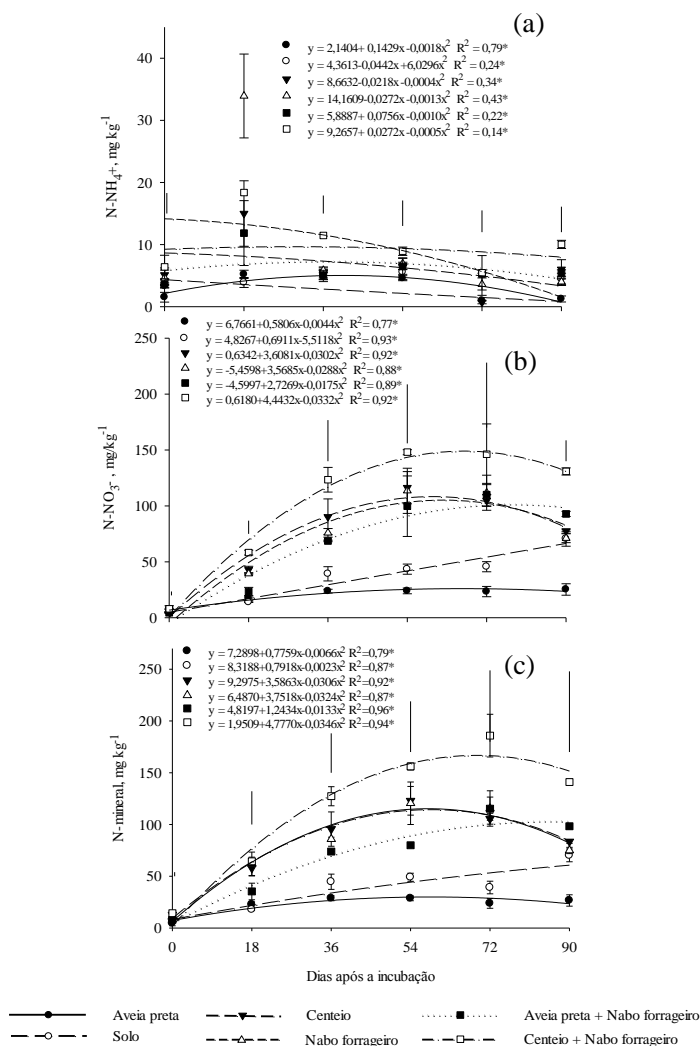 (a)
N-NH4+, mg kg-1
40
30
20
10
0
y = 2,1404+ 0,1429x-0,0018x2 R2 = 0,79*
y = 4,3613-0,0442x+6,0296x2 R2 = 0,24*
y = 8,6632-0,0218x-0,0004x2 R2 = 0,34*
y = 14,1609-0,0272x-0,0013x2 R2 = 0,43*
y = 5,8887+ 0,0756x-0,0010x2 R2 = 0,22*
y = 9,2657+ 0,0272x-0,0005x2 R2 = 0,14*
(b)
N-NO3- , mg/kg-1
250
200
150
100
50
0
y = 6,7661+0,5806x-0,0044x2 R2 = 0,77*
y = 4,8267+0,6911x-5,5118x2 R2 = 0,93*
y = 0,6342+3,6081x-0,0302x2 R2 = 0,92*
y = -5,4598+3,5685x-0,0288x2 R2 = 0,88*
y = -4,5997+2,7269x-0,0175x2 R2 = 0,89*
y = 0,6180+4,4432x-0,0332x2 R2 = 0,92*
(c)
N-mineral, mg kg-1
250
200
150
100
50
0
y = 7,2898+0,7759x-0,0066x2 R2 =0,79*
y = 8,3188+0,7918x-0,0023x2 R2 =0,87*
y = 9,2975+3,5863x-0,0306x2 R2 =0,92*
y = 6,4870+3,7518x-0,0324x2 R2 =0,87*
y = 4,8197+1,2434x-0,0133x2 R2 =0,96*
y = 1,9509+4,7770x-0,0346x2 R2 =0,94*
0 18 36 54 72 90
Dias após a incubação
Aveia preta Centeio Aveia preta + Nabo forrageiro
Solo Nabo forrageiro Centeio + Nabo forrageiro